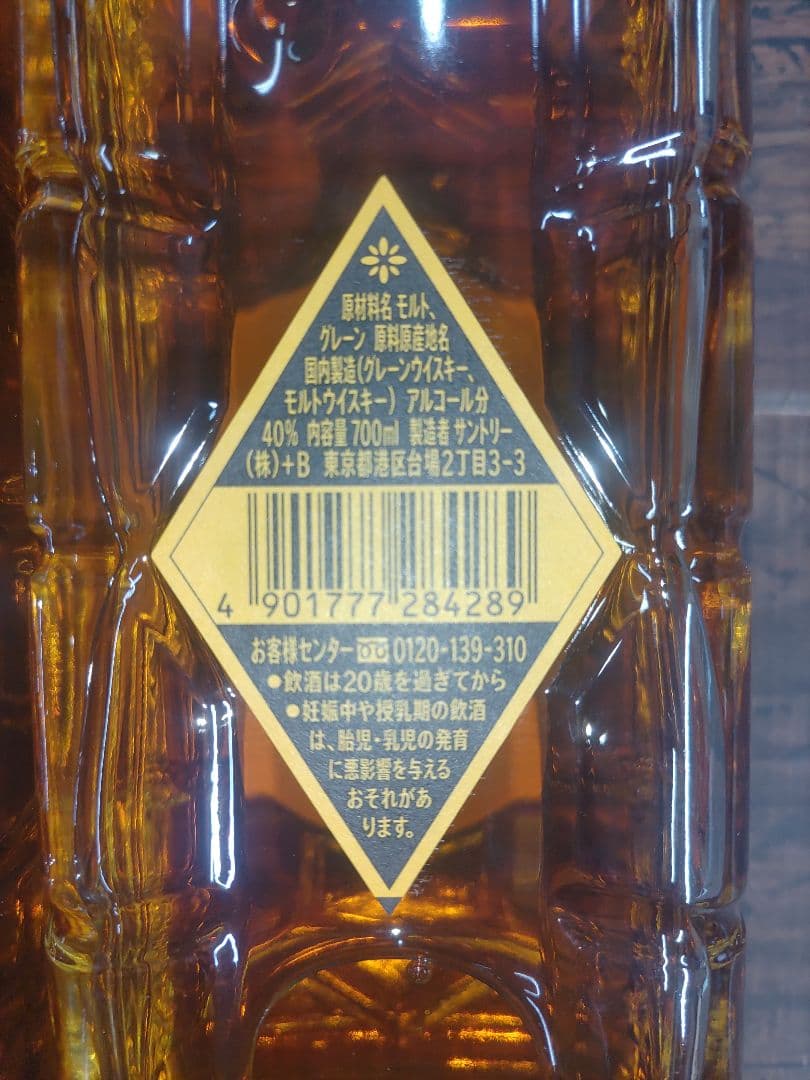 原材料名 モルト、
グレーン 原料原産地名
国内製造(グレーンウイスキー、
モルトウイスキー) アルコール分
40% 内容量 700ml 製造者 サントリー
(株)+B 東京都港区台場2丁目3-3
4 901777 284289
お客様センター 0120-139-310
●飲酒は20歳を過ぎてから
●妊娠中や授乳期の飲酒
は、胎児・乳児の発育
に悪影響を与える
おそれがあ
ります。